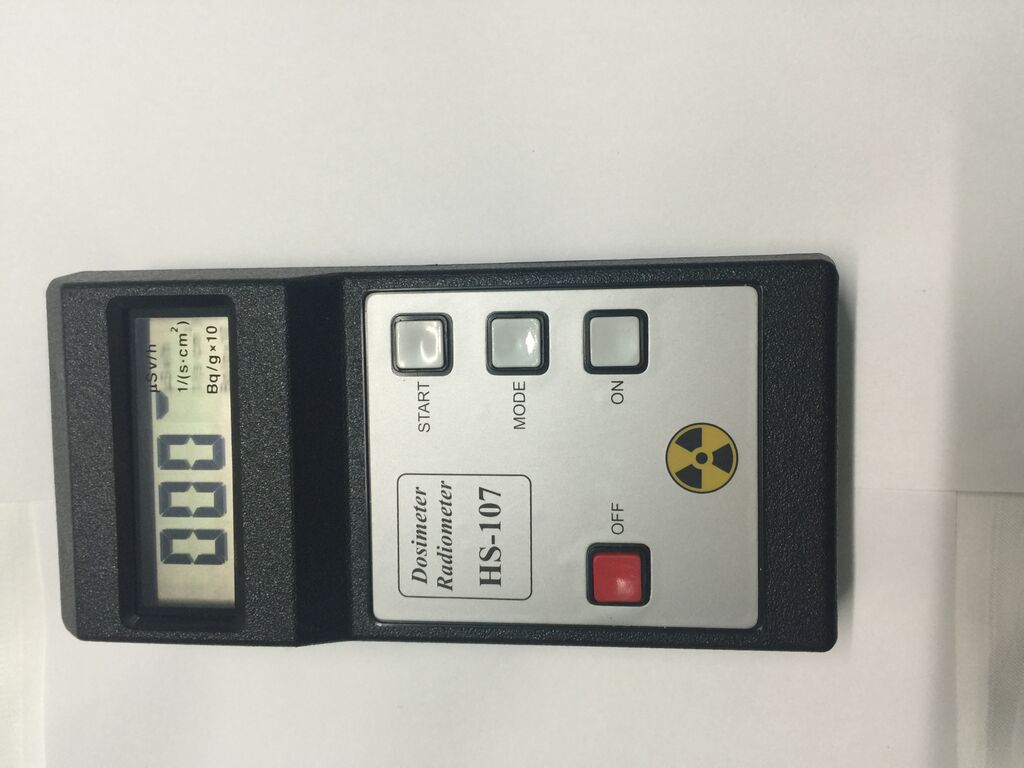 000
µSv/h
1/(s·cm²)
Bq/g×10
Dosimeter
Radiometer
HS-107
START
MODE
OFF
ON